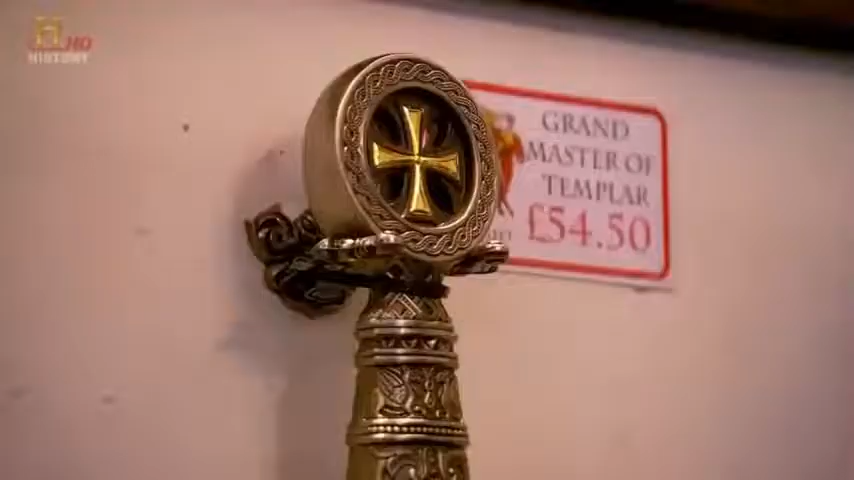 H HD
HISTORY
GRAND
MASTER OF
TEMPLAR
£54.50